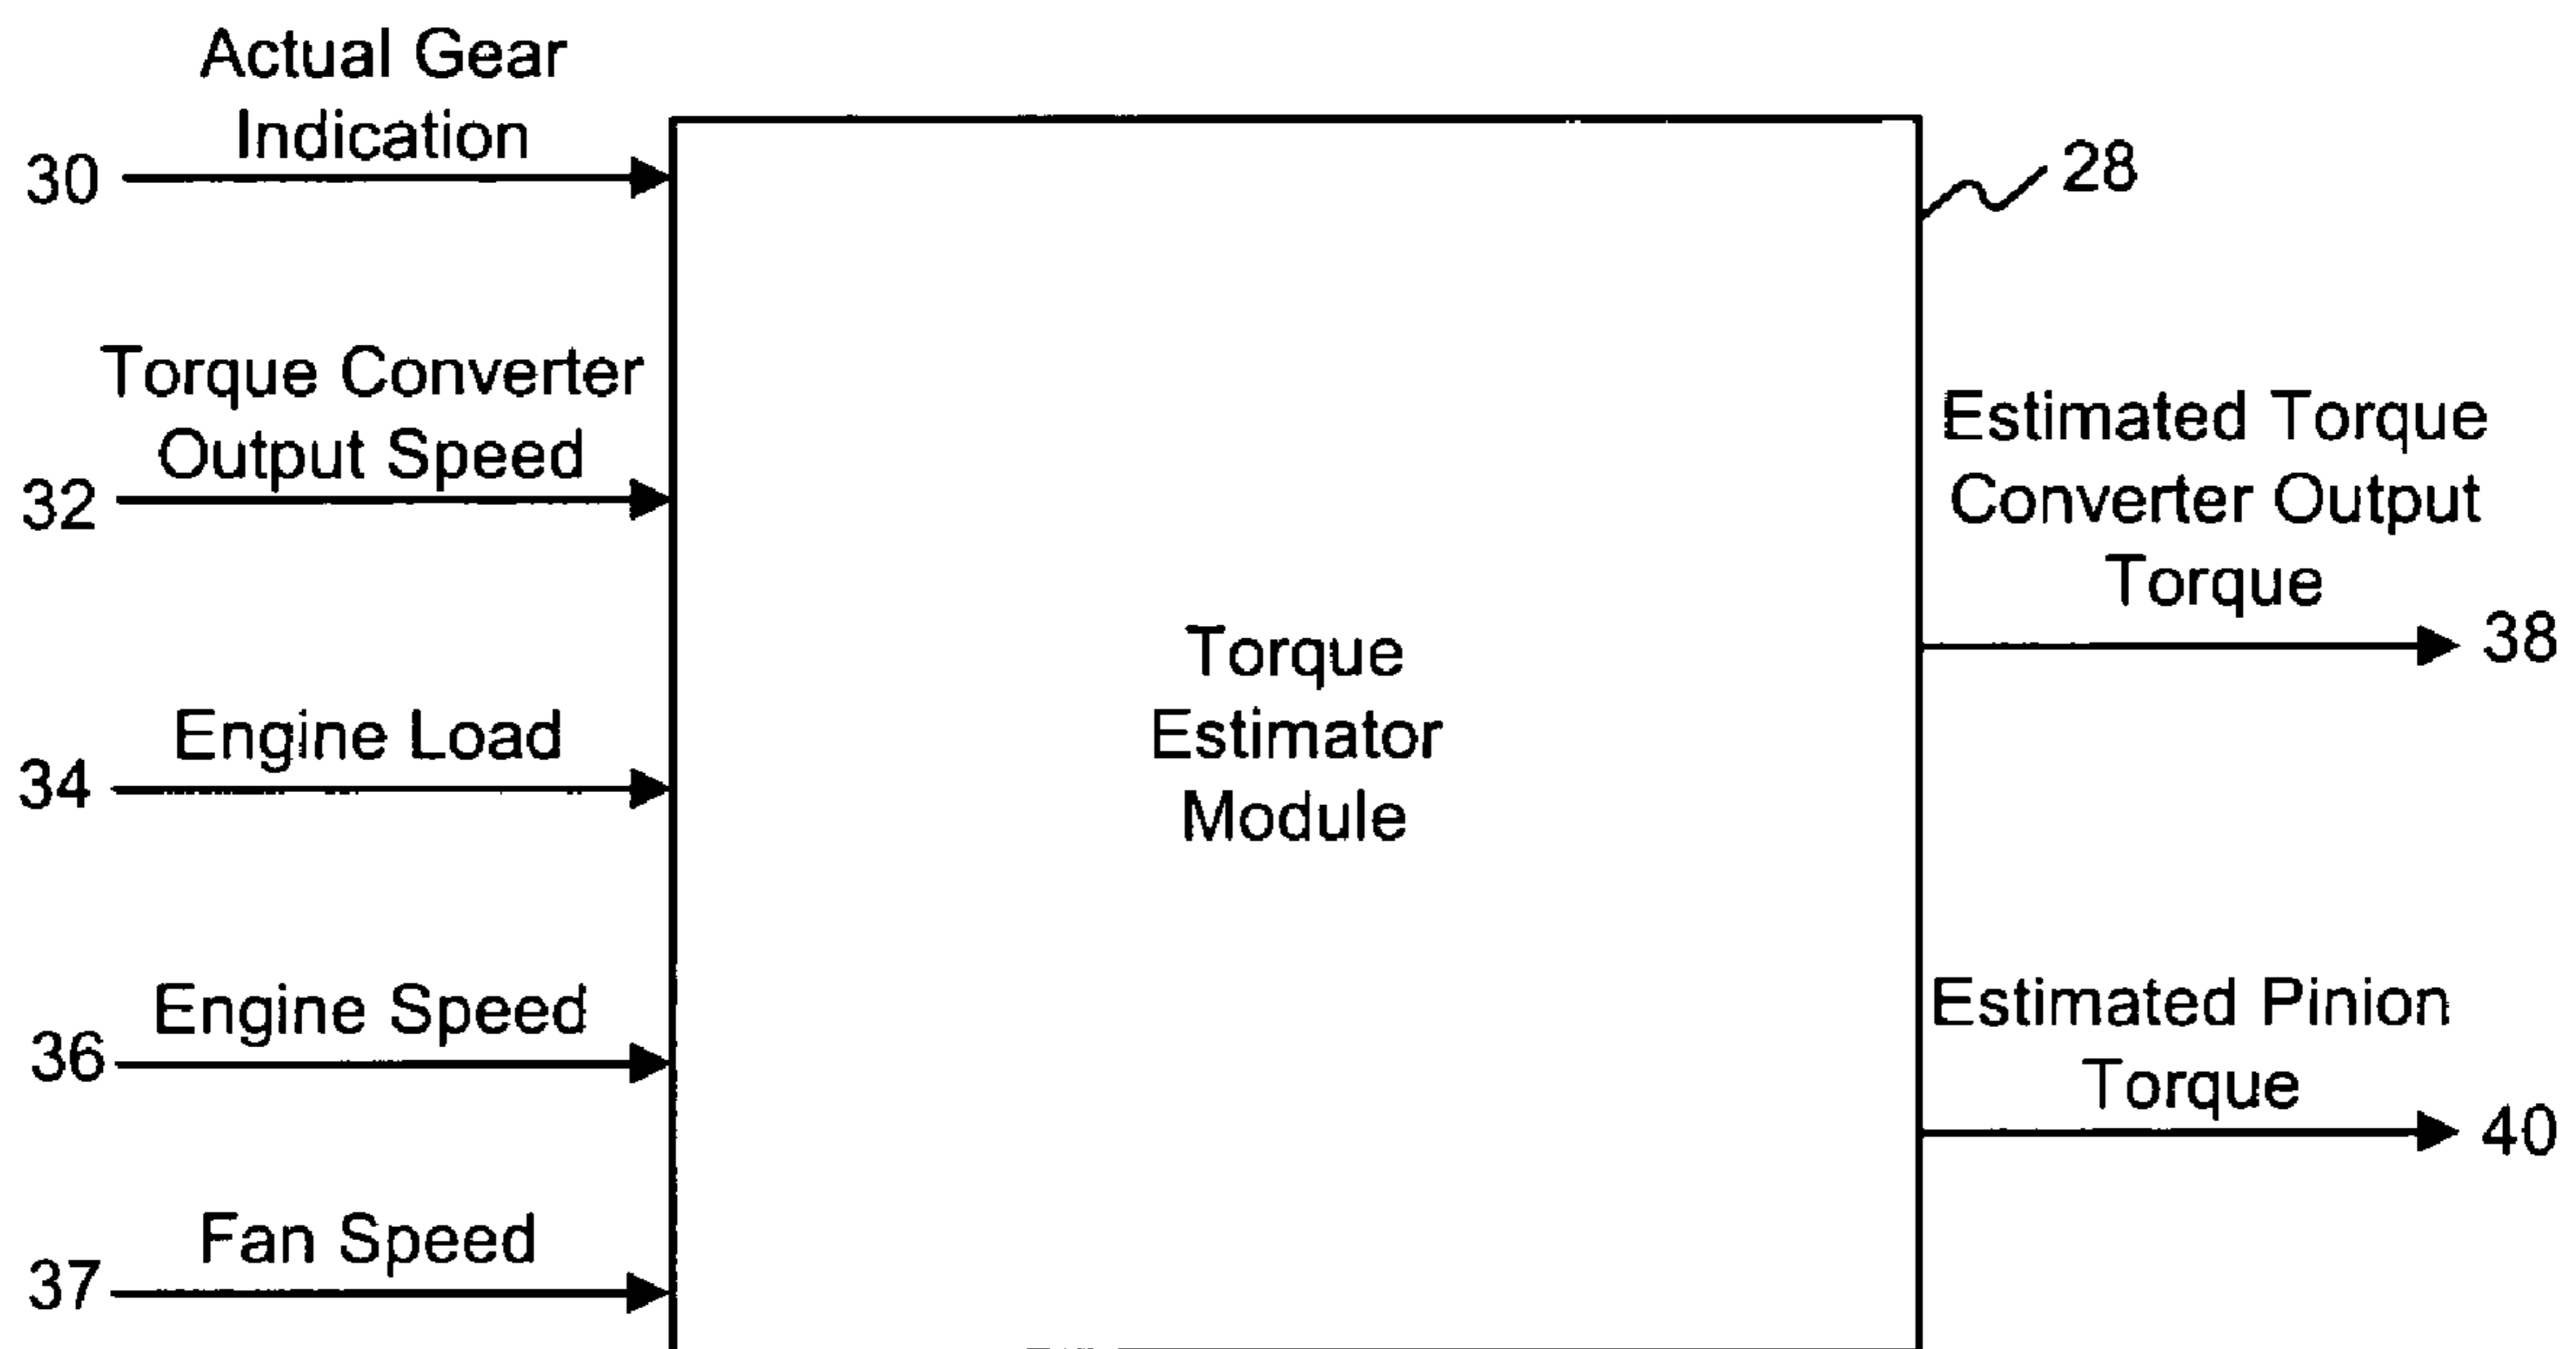 Actual Gear
Indication
30
28
Torque Converter
Output Speed
32
Estimated Torque
Converter Output
Torque
38
Torque
Estimator
Module
Engine Load
34
Engine Speed
36
Estimated Pinion
Torque
40
Fan Speed
37